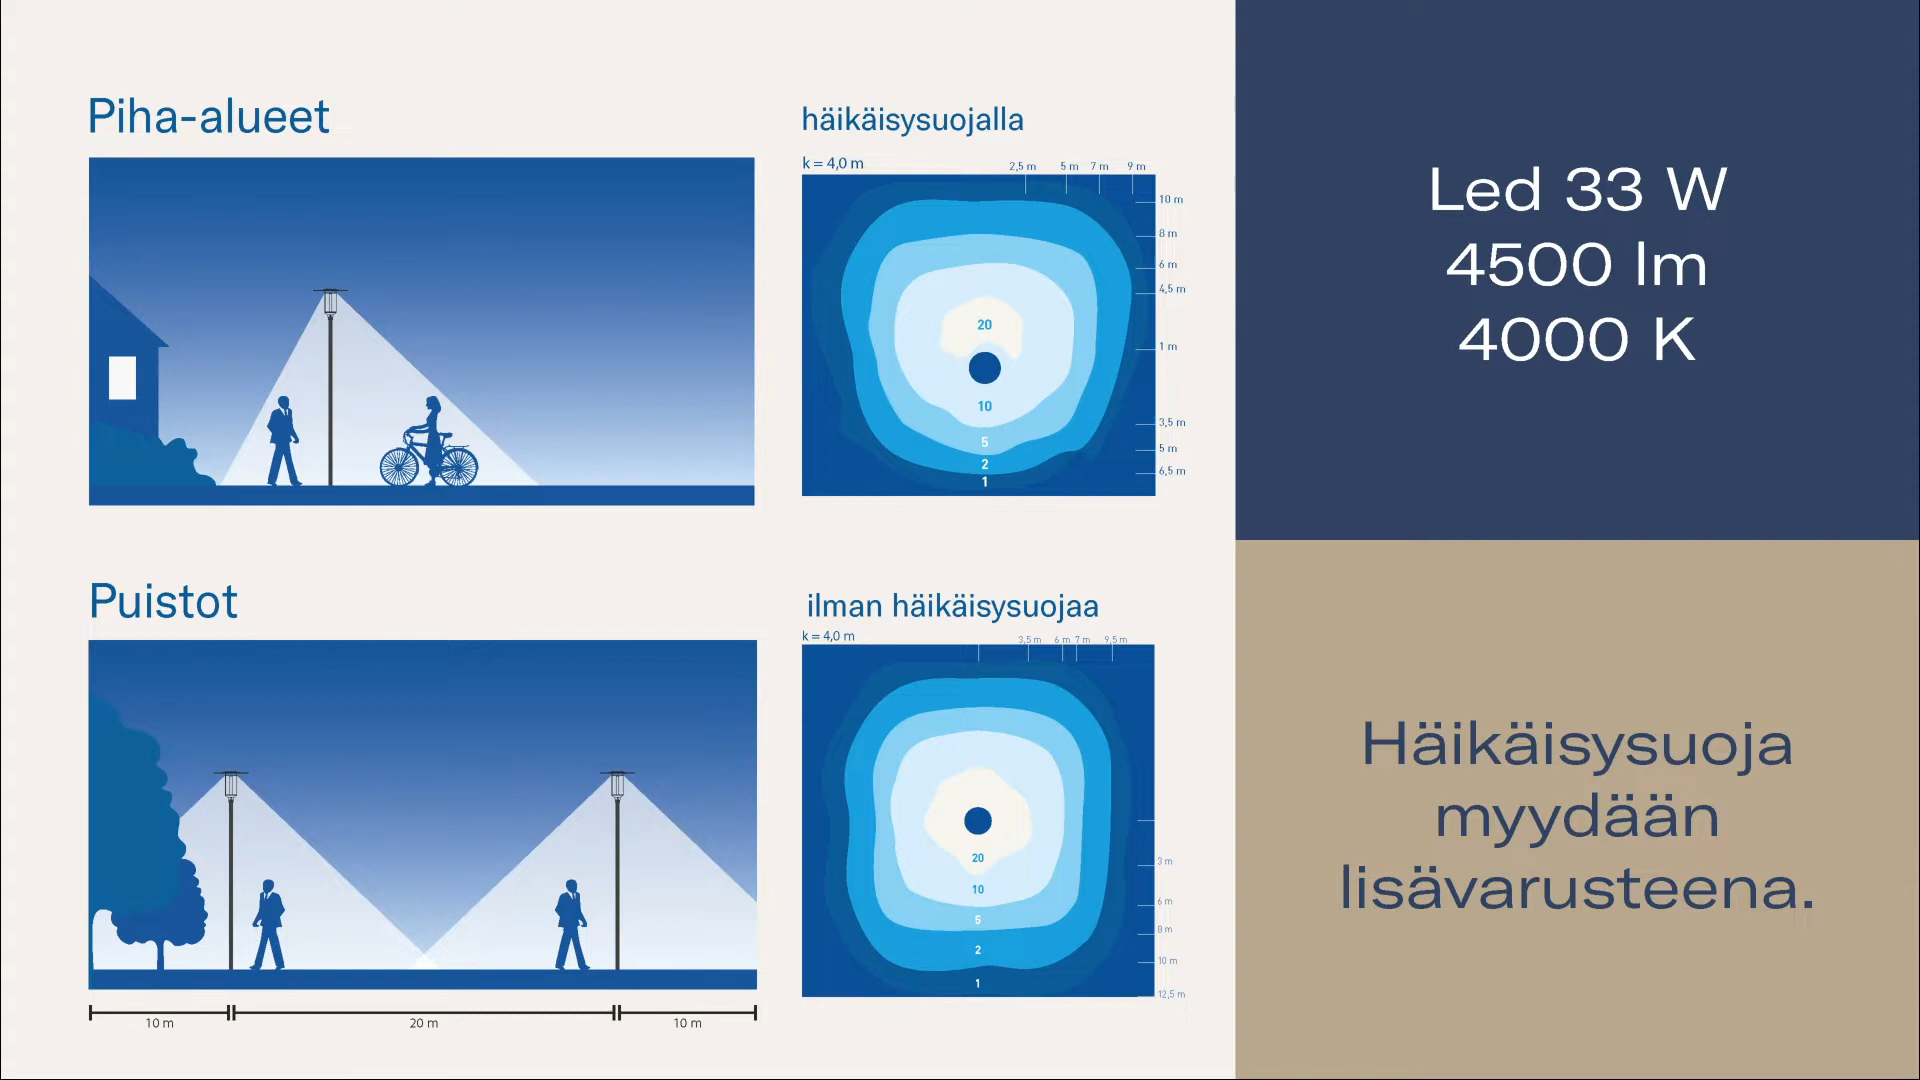 Piha-alueet
häikäisysuojalla
k = 4,0 m
2,5 m 5 m 7 m 9 m
10 m
8 m
6 m
4,5 m
20
1 m
10
3,5 m
5
5 m
2
6,5 m
1
Puistot
ilman häikäisysuojaa
k = 4,0 m
3,5 m 6 m 7 m 9,5 m
20
3 m
10
6 m
5
8 m
2
10 m
1
12,5 m
10 m 20 m 10 m
Led 33 W
4500 lm
4000 K
Häikäisysuoja
myydään
lisävarusteena.